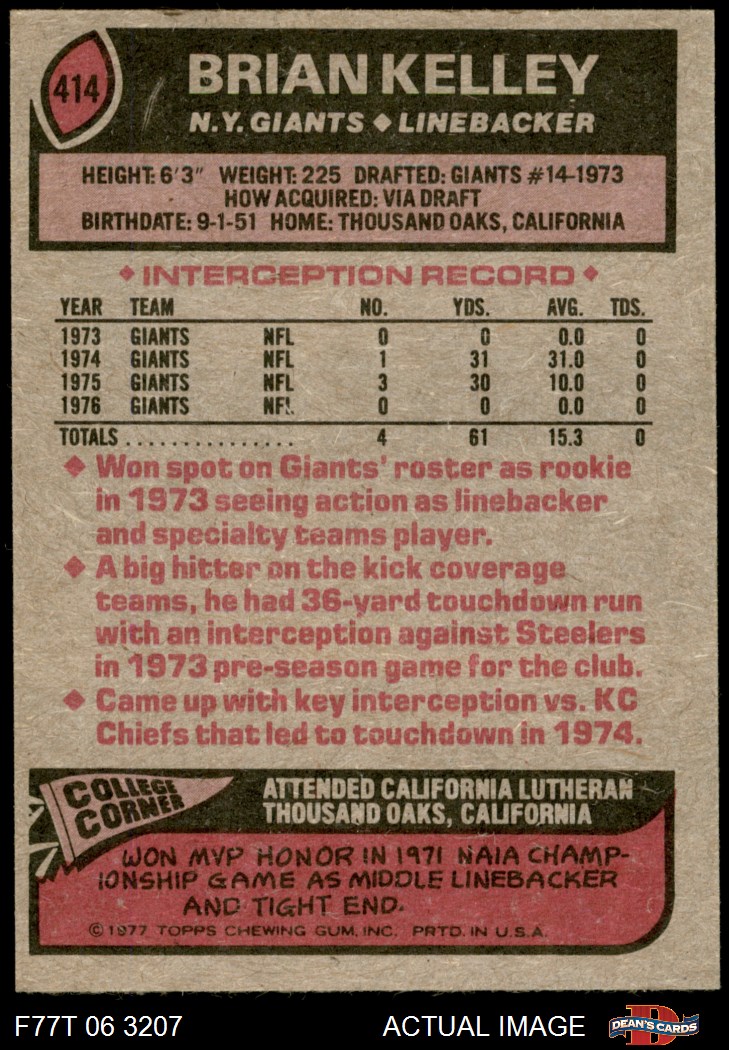 414
BRIAN KELLEY
N.Y. GIANTS ◆ LINEBACKER
HEIGHT: 6'3" WEIGHT: 225 DRAFTED: GIANTS #14-1973
HOW ACQUIRED: VIA DRAFT
BIRTHDATE: 9-1-51 HOME: THOUSAND OAKS, CALIFORNIA
◆ INTERCEPTION RECORD ◆
YEAR TEAM NO. YDS. AVG. TDS.
1973 GIANTS NFL 0 0 0.0 0
1974 GIANTS NFL 1 31 31.0 0
1975 GIANTS NFL 3 30 10.0 0
1976 GIANTS NFL 0 0 0.0 0
TOTALS ............... 4 61 15.3 0
◆ Won spot on Giants' roster as rookie
in 1973 seeing action as linebacker
and specialty teams player.
◆ A big hitter on the kick coverage
teams, he had 36-yard touchdown run
with an interception against Steelers
in 1973 pre-season game for the club.
◆ Came up with key interception vs. KC
Chiefs that led to touchdown in 1974.
COLLEGE
CORNER
ATTENDED CALIFORNIA LUTHERAN
THOUSAND OAKS, CALIFORNIA
WON MVP HONOR IN 1971 NAIA CHAMP-
IONSHIP GAME AS MIDDLE LINEBACKER
AND TIGHT END.
© 1977 TOPPS CHEWING GUM, INC. PRTD. IN U.S.A.
F77T 06 3207 ACTUAL IMAGE DEAN'S CARDS